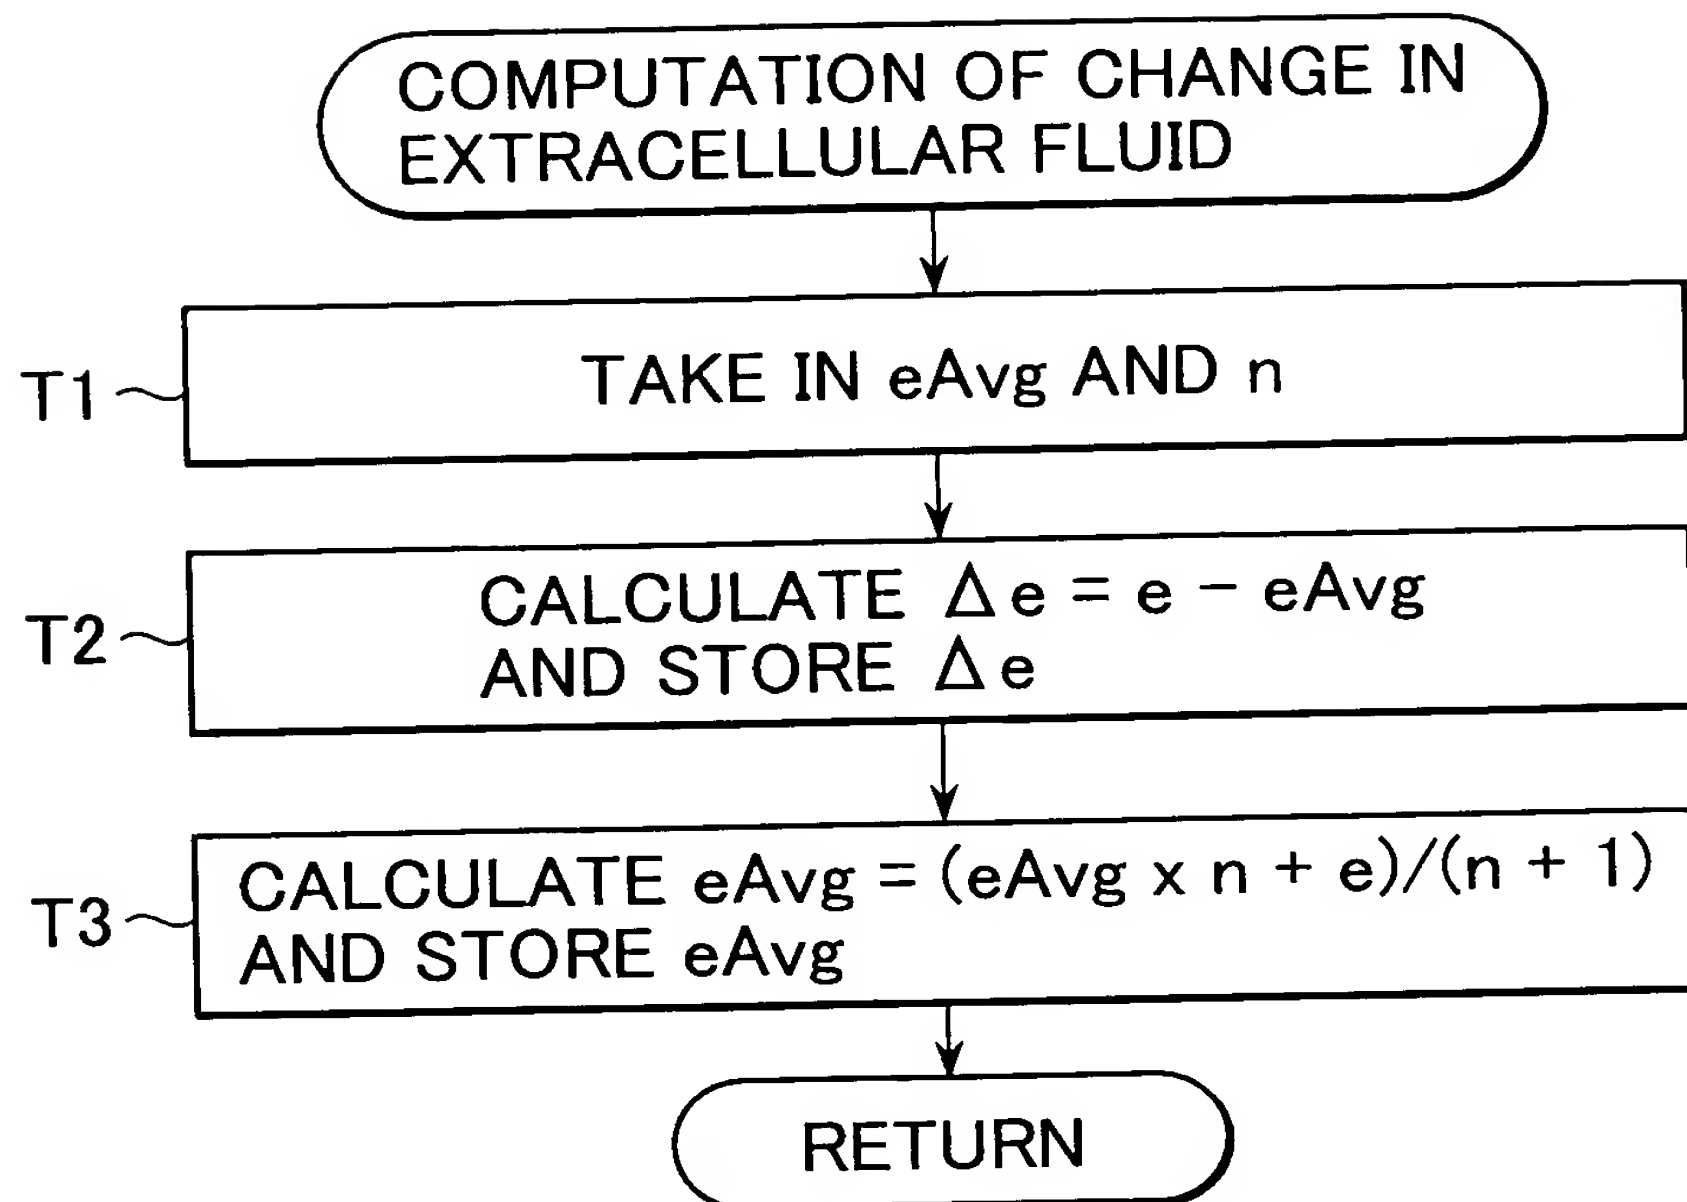 COMPUTATION OF CHANGE IN
EXTRACELLULAR FLUID
T1
TAKE IN eAvg AND n
T2
CALCULATE Δe = e - eAvg
AND STORE Δe
T3
CALCULATE eAvg = (eAvg x n + e)/(n + 1)
AND STORE eAvg
RETURN